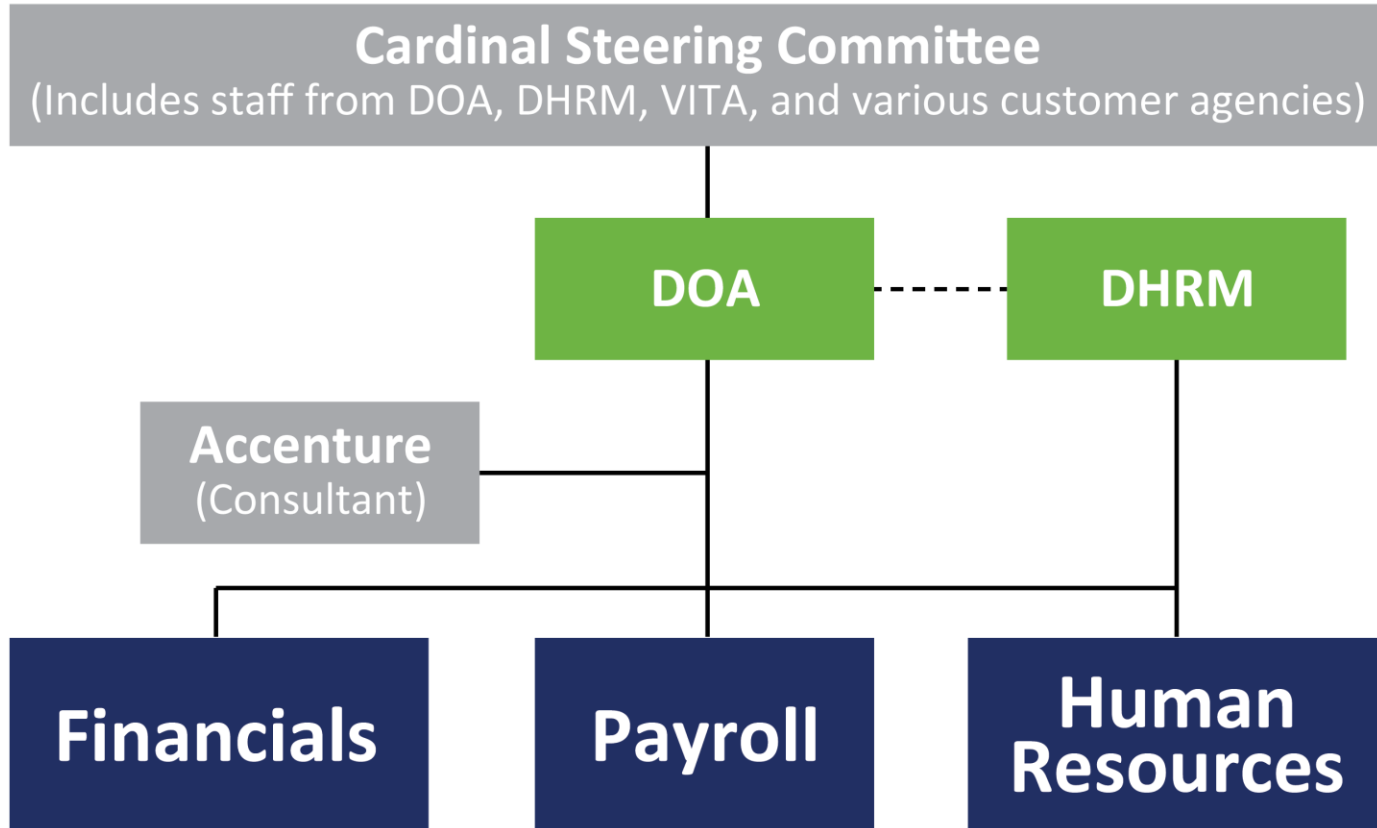 Cardinal Steering Committee
(Includes staff from DOA, DHRM, VITA, and various customer agencies)
DOA
DHRM
Accenture
(Consultant)
Financials
Payroll
Human
Resources